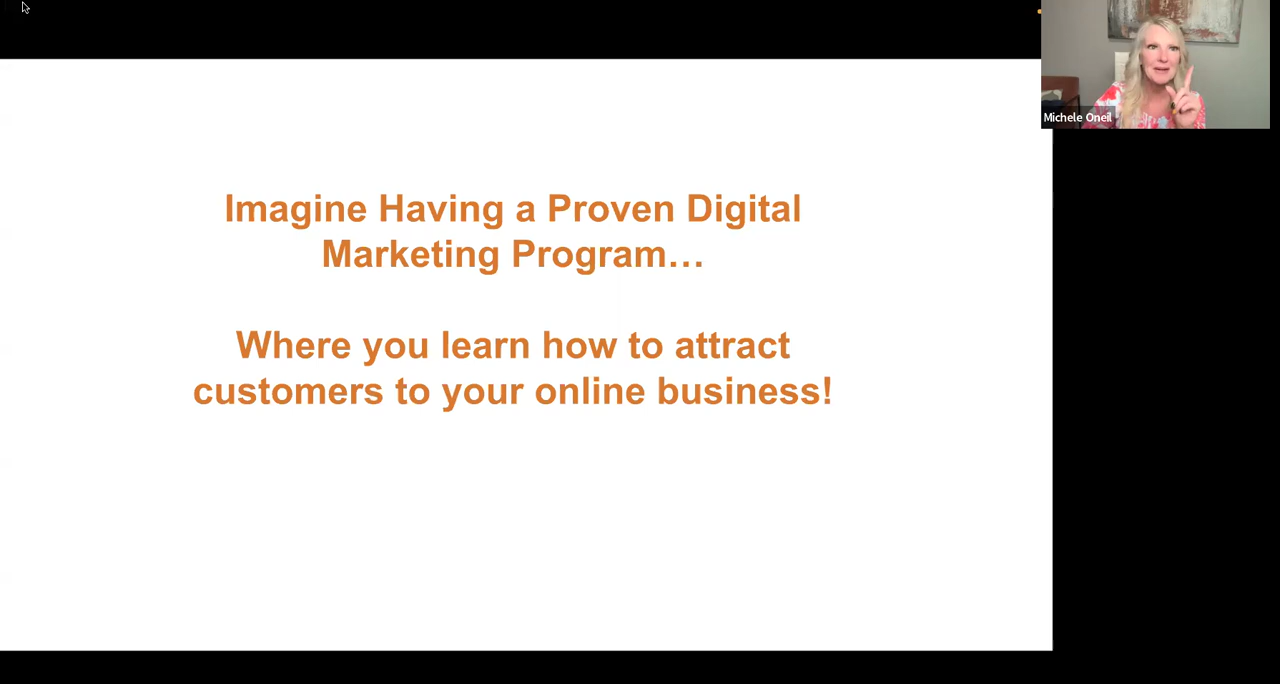 Michele Oneil
Imagine Having a Proven Digital
Marketing Program…
Where you learn how to attract
customers to your online business!